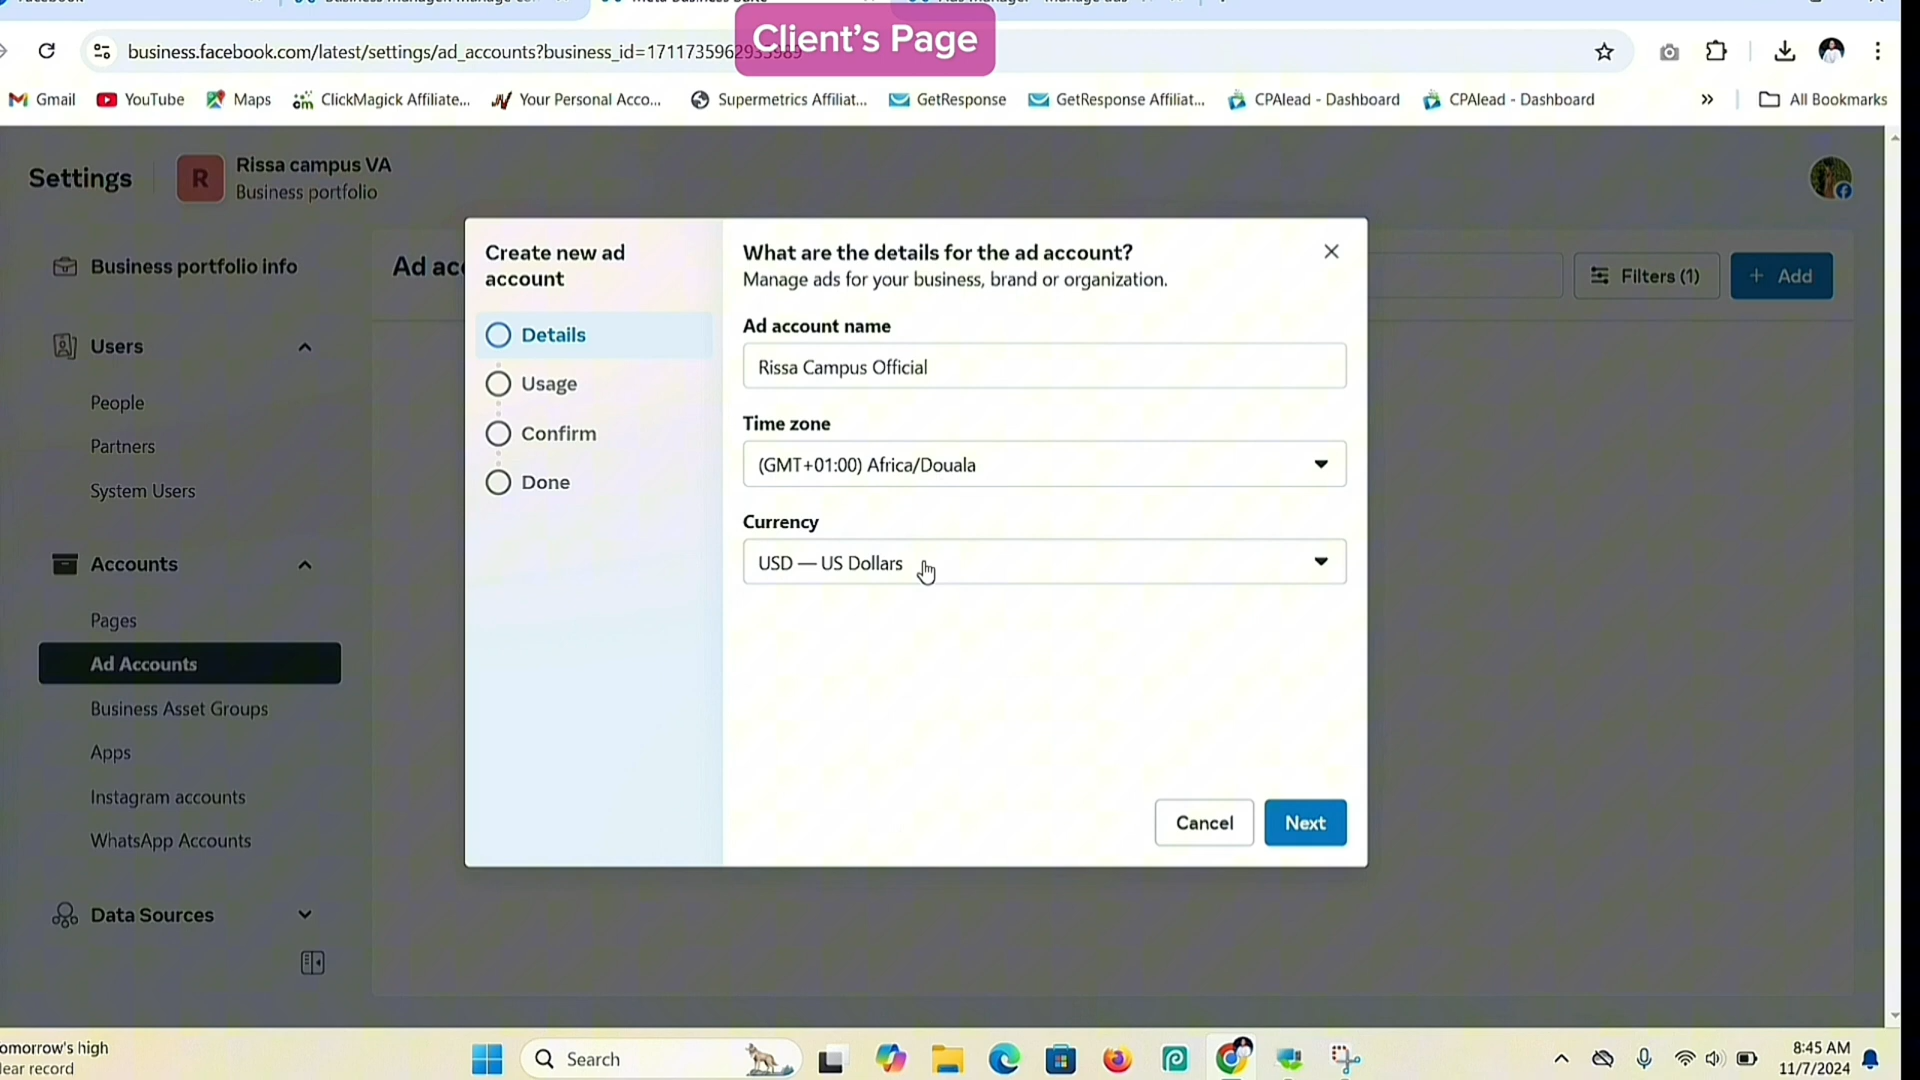 Client's Page
business.facebook.com/latest/settings/ad_accounts?business_id=1711735962
Gmail
YouTube
Maps
ClickMagick Affiliate...
Your Personal Acco...
Supermetrics Affiliat...
GetResponse
GetResponse Affiliat...
CPAlead - Dashboard
CPAlead - Dashboard
All Bookmarks
Settings
R
Rissa campus VA
Business portfolio
Business portfolio info
Users
People
Partners
System Users
Accounts
Pages
Ad Accounts
Business Asset Groups
Apps
Instagram accounts
WhatsApp Accounts
Data Sources
Ad acc
Filters (1)
+ Add
Create new ad
account
Details
Usage
Confirm
Done
What are the details for the ad account?
Manage ads for your business, brand or organization.
Ad account name
Rissa Campus Official
Time zone
(GMT+01:00) Africa/Douala
Currency
USD — US Dollars
Cancel
Next
omorrow's high
lear record
Search
8:45 AM
11/7/2024